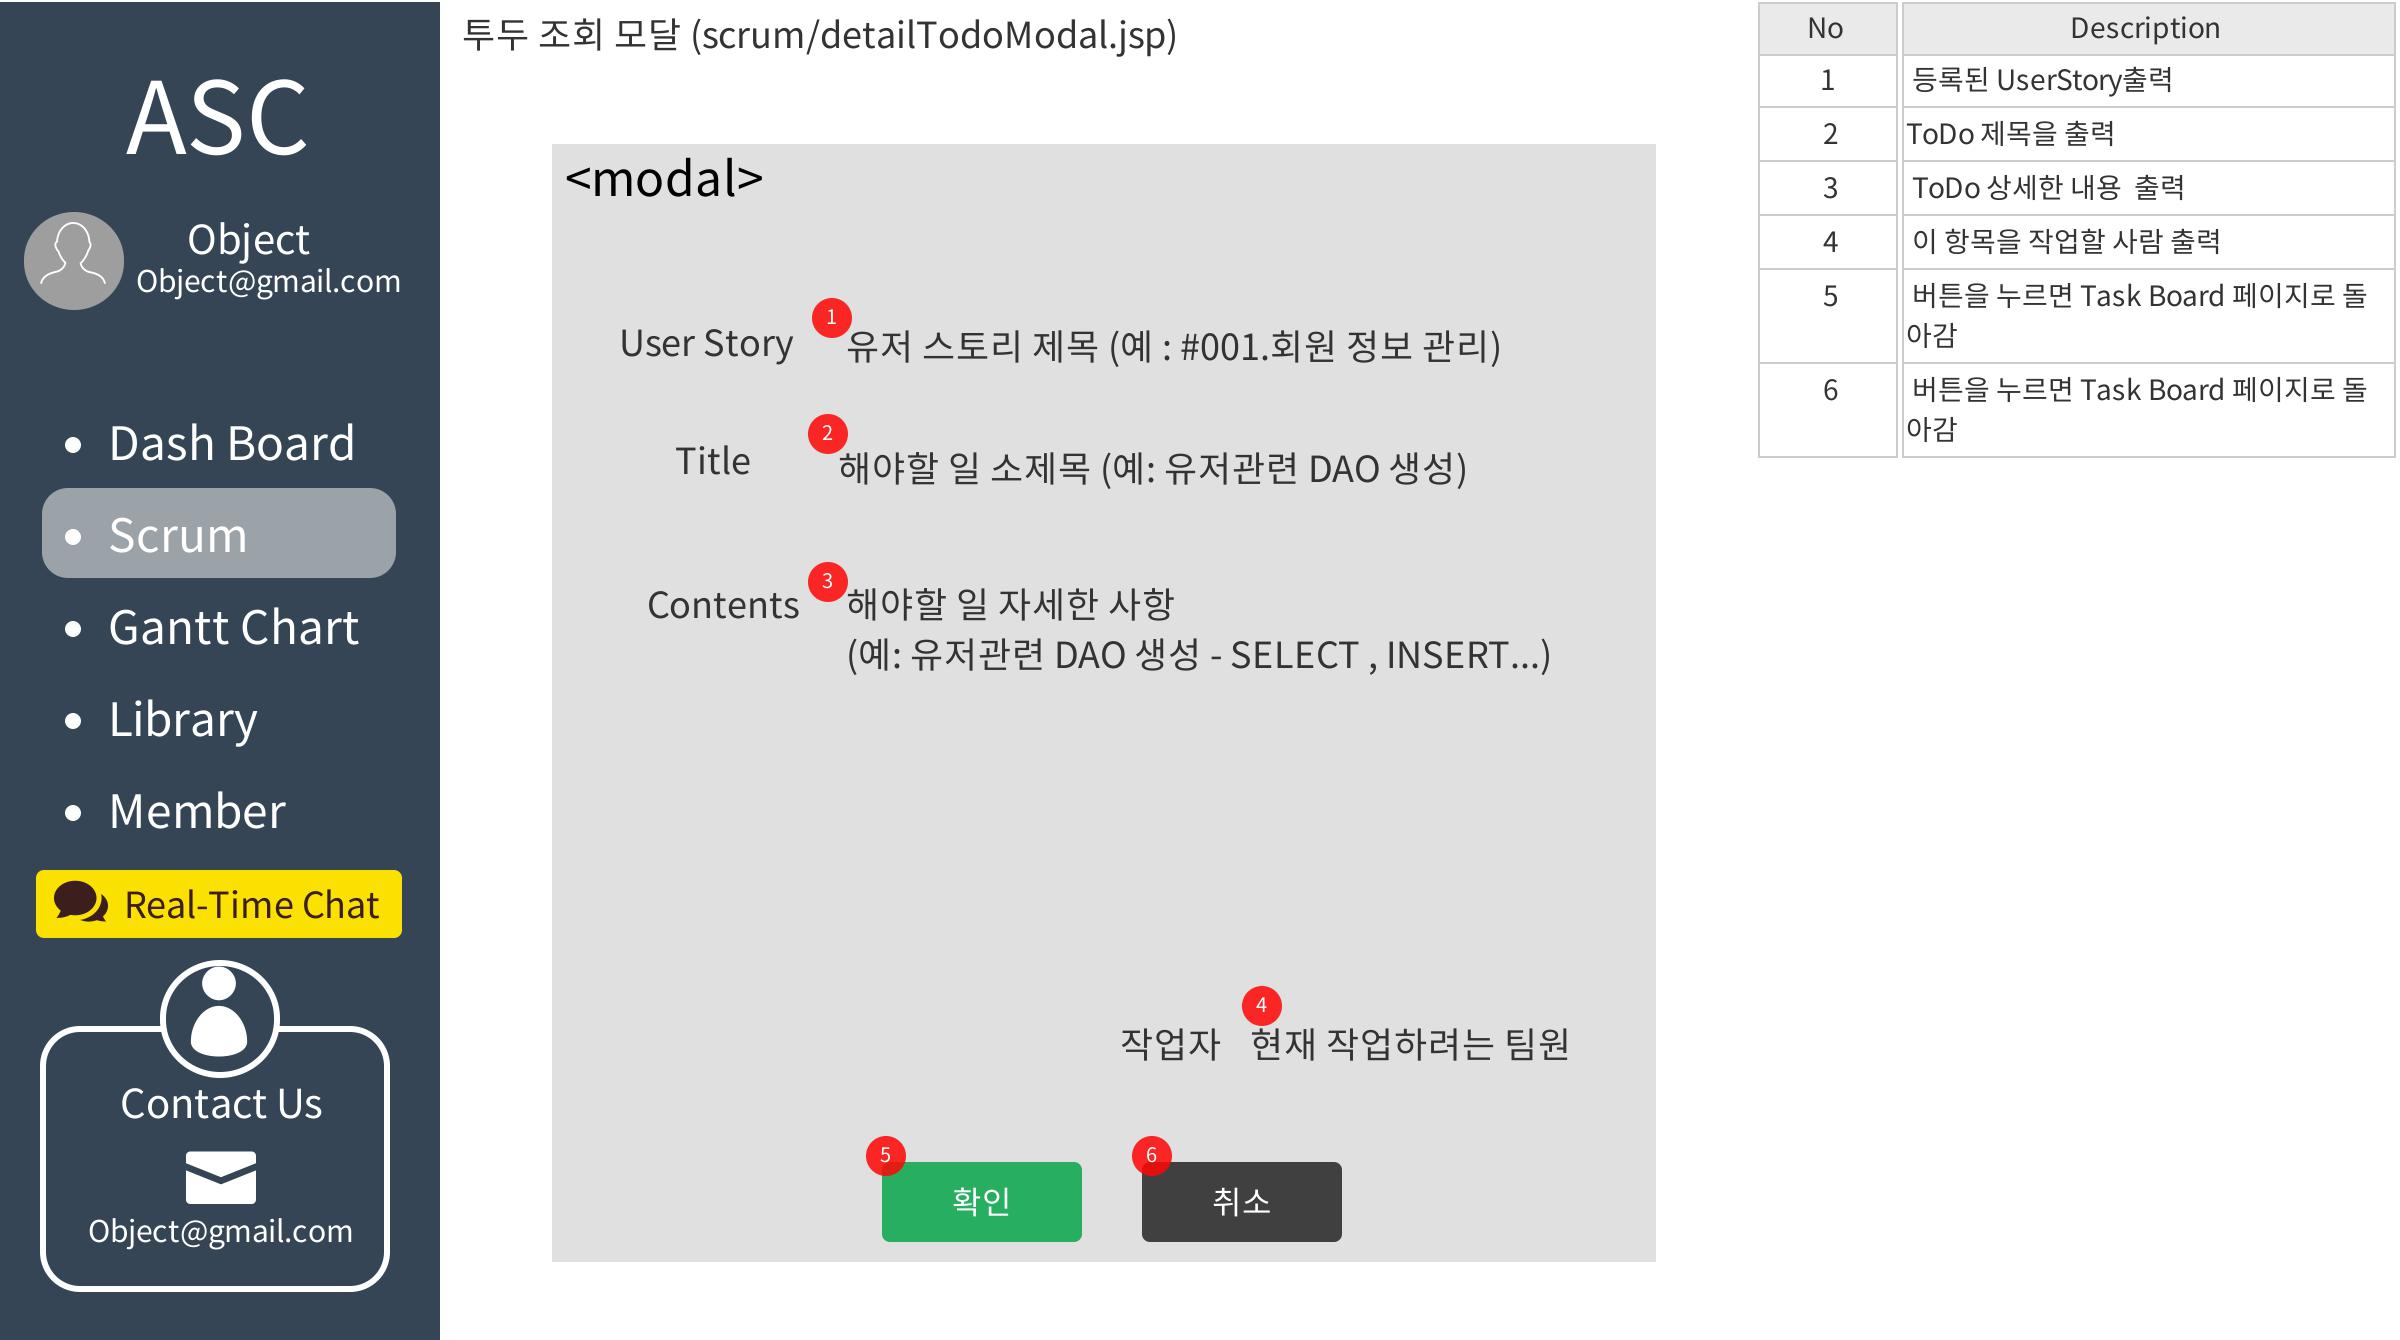 ASC
Object
Object@gmail.com
Dash Board
Scrum
Gantt Chart
Library
Member
Real-Time Chat
Contact Us
Object@gmail.com
투두 조회 모달 (scrum/detailTodoModal.jsp)
<modal>
User Story
1
유저 스토리 제목 (예 : #001.회원 정보 관리)
Title
2
해야할 일 소제목 (예: 유저관련 DAO 생성)
Contents
3
해야할 일 자세한 사항
(예: 유저관련 DAO 생성 - SELECT , INSERT...)
4
작업자 현재 작업하려는 팀원
5
확인
6
취소
No Description
1 등록된 UserStory출력
2 ToDo 제목을 출력
3 ToDo 상세한 내용 출력
4 이 항목을 작업할 사람 출력
5 버튼을 누르면 Task Board 페이지로 돌
아감
6 버튼을 누르면 Task Board 페이지로 돌
아감